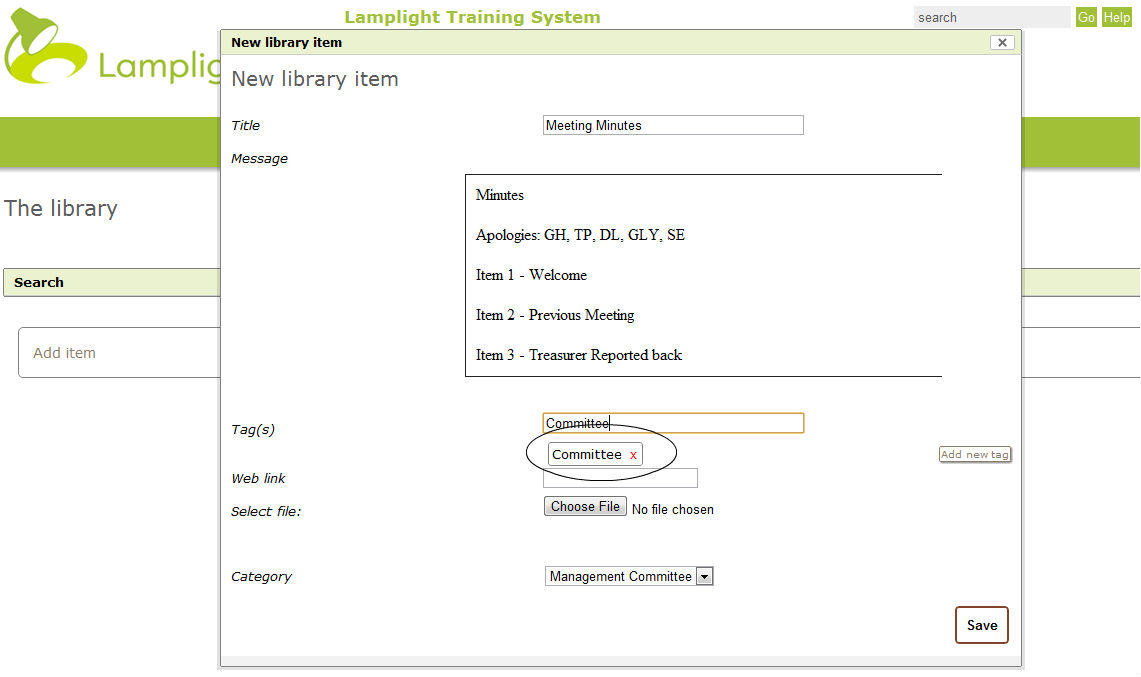 Lamplight Training System
search
Go
Help
Lamplig
New library item
x
New library item
Title
Meeting Minutes
Message
Minutes
Apologies: GH, TP, DL, GLY, SE
The library
Item 1 - Welcome
Search
Item 2 - Previous Meeting
Add item
Item 3 - Treasurer Reported back
Tag(s)
Committee
Committee x
Add new tag
Web link
Select file:
Choose File No file chosen
Category
Management Committee
Save